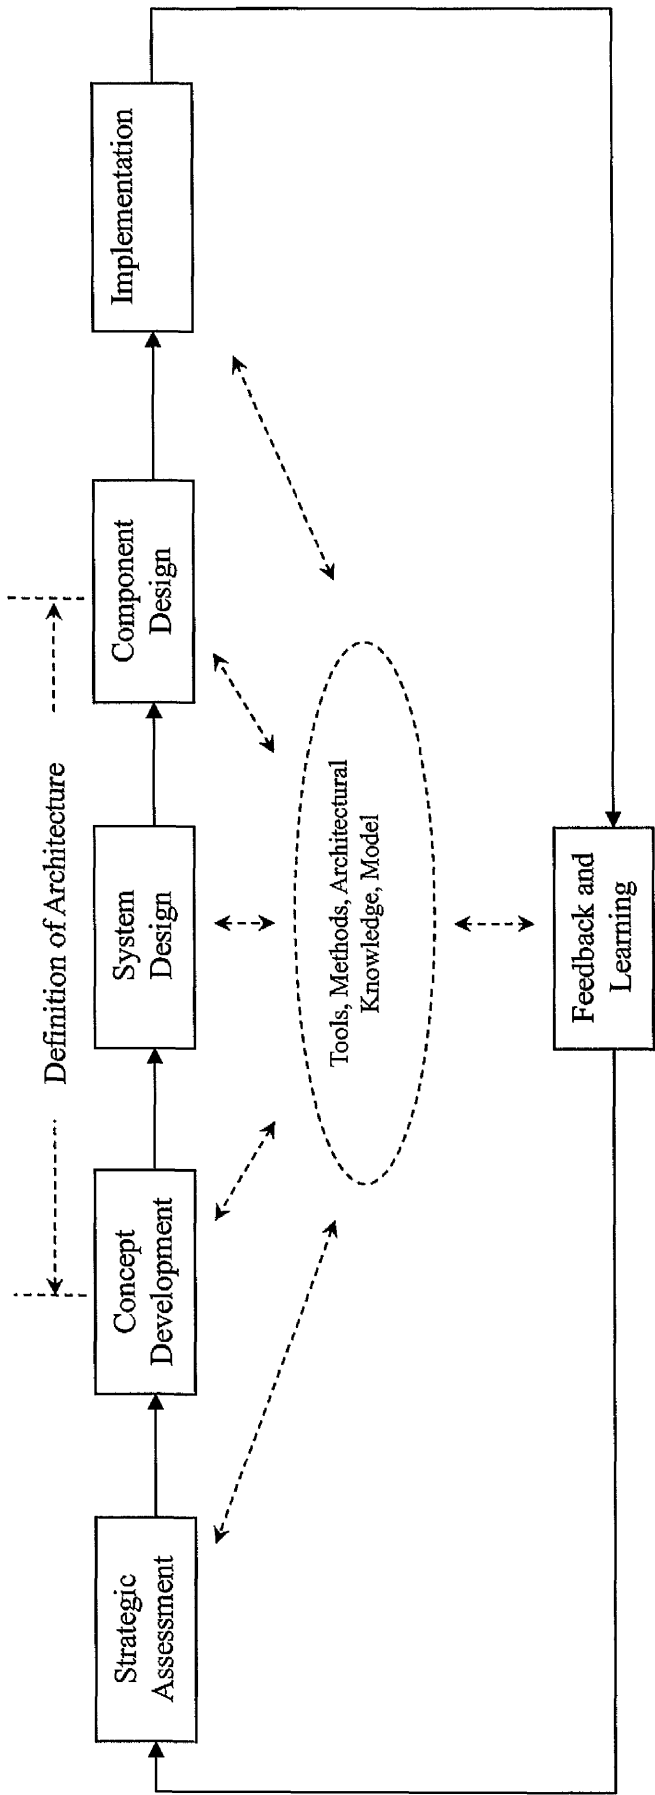 Definition of Architecture
Strategic
Assessment
Concept
Development
System
Design
Component
Design
Implementation
Tools, Methods, Architectural
Knowledge, Model
Feedback and
Learning